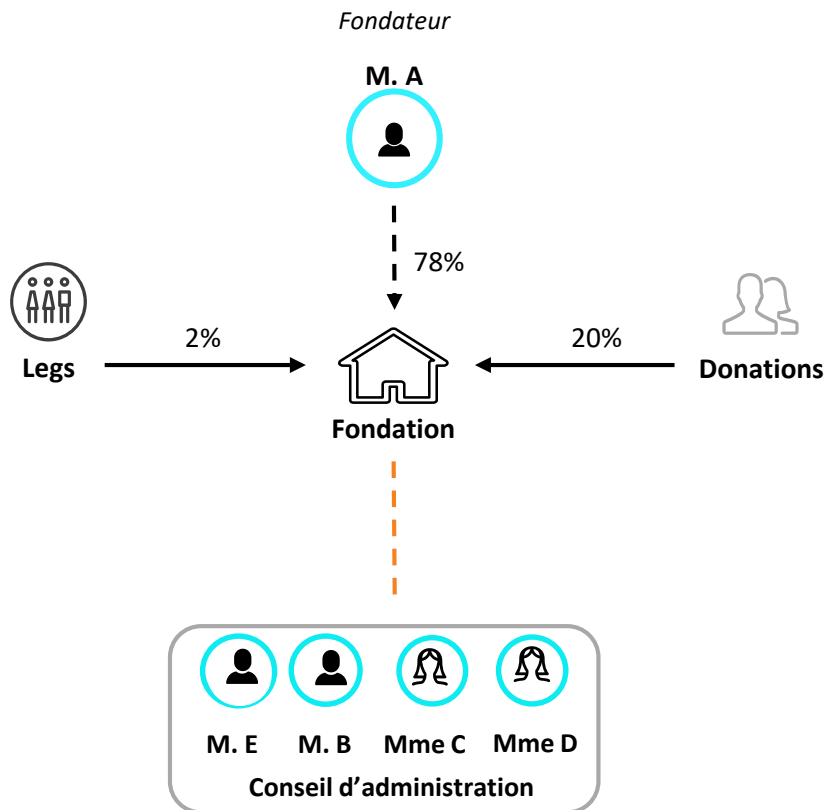 Fondateur
M. A
78%
2%
20%
Legs
Donations
Fondation
M. E
M. B
Mme C
Mme D
Conseil d’administration